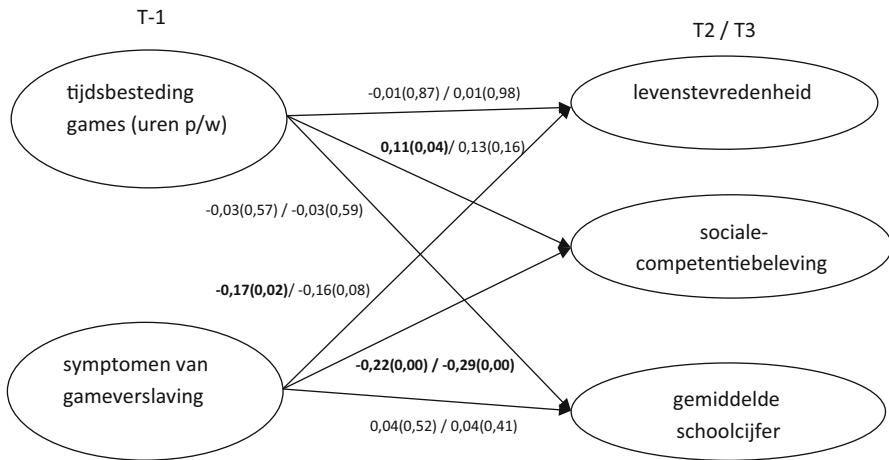 T-1
T2 / T3
tijdsbesteding
games (uren p/w)
levenstevredenheid
-0,01(0,87) / 0,01(0,98)
0,11(0,04)/ 0,13(0,16)
-0,03(0,57) / -0,03(0,59)
sociale-
competentiebeleving
-0,17(0,02)/ -0,16(0,08)
symptomen van
gameverslaving
-0,22(0,00) / -0,29(0,00)
gemiddelde
schoolcijfer
0,04(0,52) / 0,04(0,41)